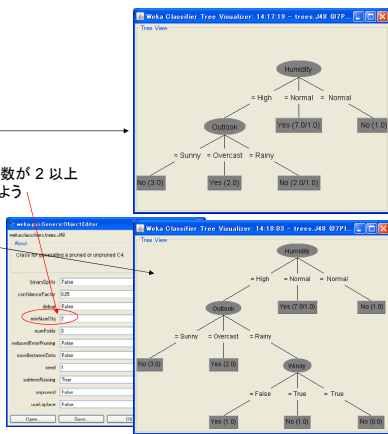 Weka Classifier Tree Visualizer: 14:17:19 - trees.J48 (07P...
Tree View
Humidity
= High = Normal = Normal
Outlook Yes (7.0/1.0) No (1.0)
= Sunny = Overcast = Rainy
No (3.0) Yes (2.0) No (2.0/1.0)
数が 2 以上
よう
weka.gui.GenericObjectEditor
weka.classifiers.trees.J48
About
Class for generating a pruned or unpruned C4.
binarySplits False
confidenceFactor 0.25
debug False
minNumObj 2
numFolds 3
reducedErrorPruning False
saveInstanceData False
seed 1
subtreeRaising True
unpruned False
useLaplace False
Open... Save... OK
Weka Classifier Tree Visualizer: 14:18:03 - trees.J48 (07Pl...
Tree View
Humidity
= High = Normal = Normal
Outlook Yes (7.0/1.0) No (1.0)
= Sunny = Overcast = Rainy
No (3.0) Yes (2.0) Windy
= False = True = True
Yes (1.0) No (1.0) No (0.0)